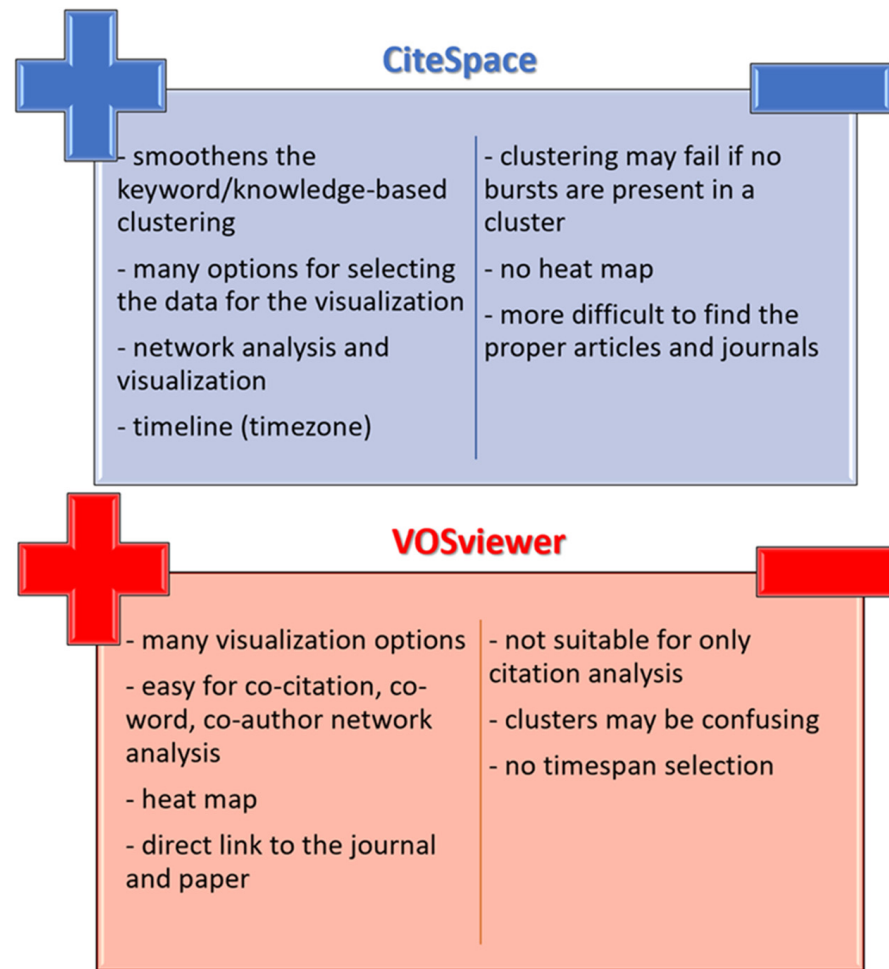 CiteSpace
- smoothens the
keyword/knowledge-based
clustering
- many options for selecting
the data for the visualization
- network analysis and
visualization
- timeline (timezone)
- clustering may fail if no
bursts are present in a
cluster
- no heat map
- more difficult to find the
proper articles and journals
VOSviewer
- many visualization options
- easy for co-citation, co-
word, co-author network
analysis
- heat map
- direct link to the journal
and paper
- not suitable for only
citation analysis
- clusters may be confusing
- no timespan selection